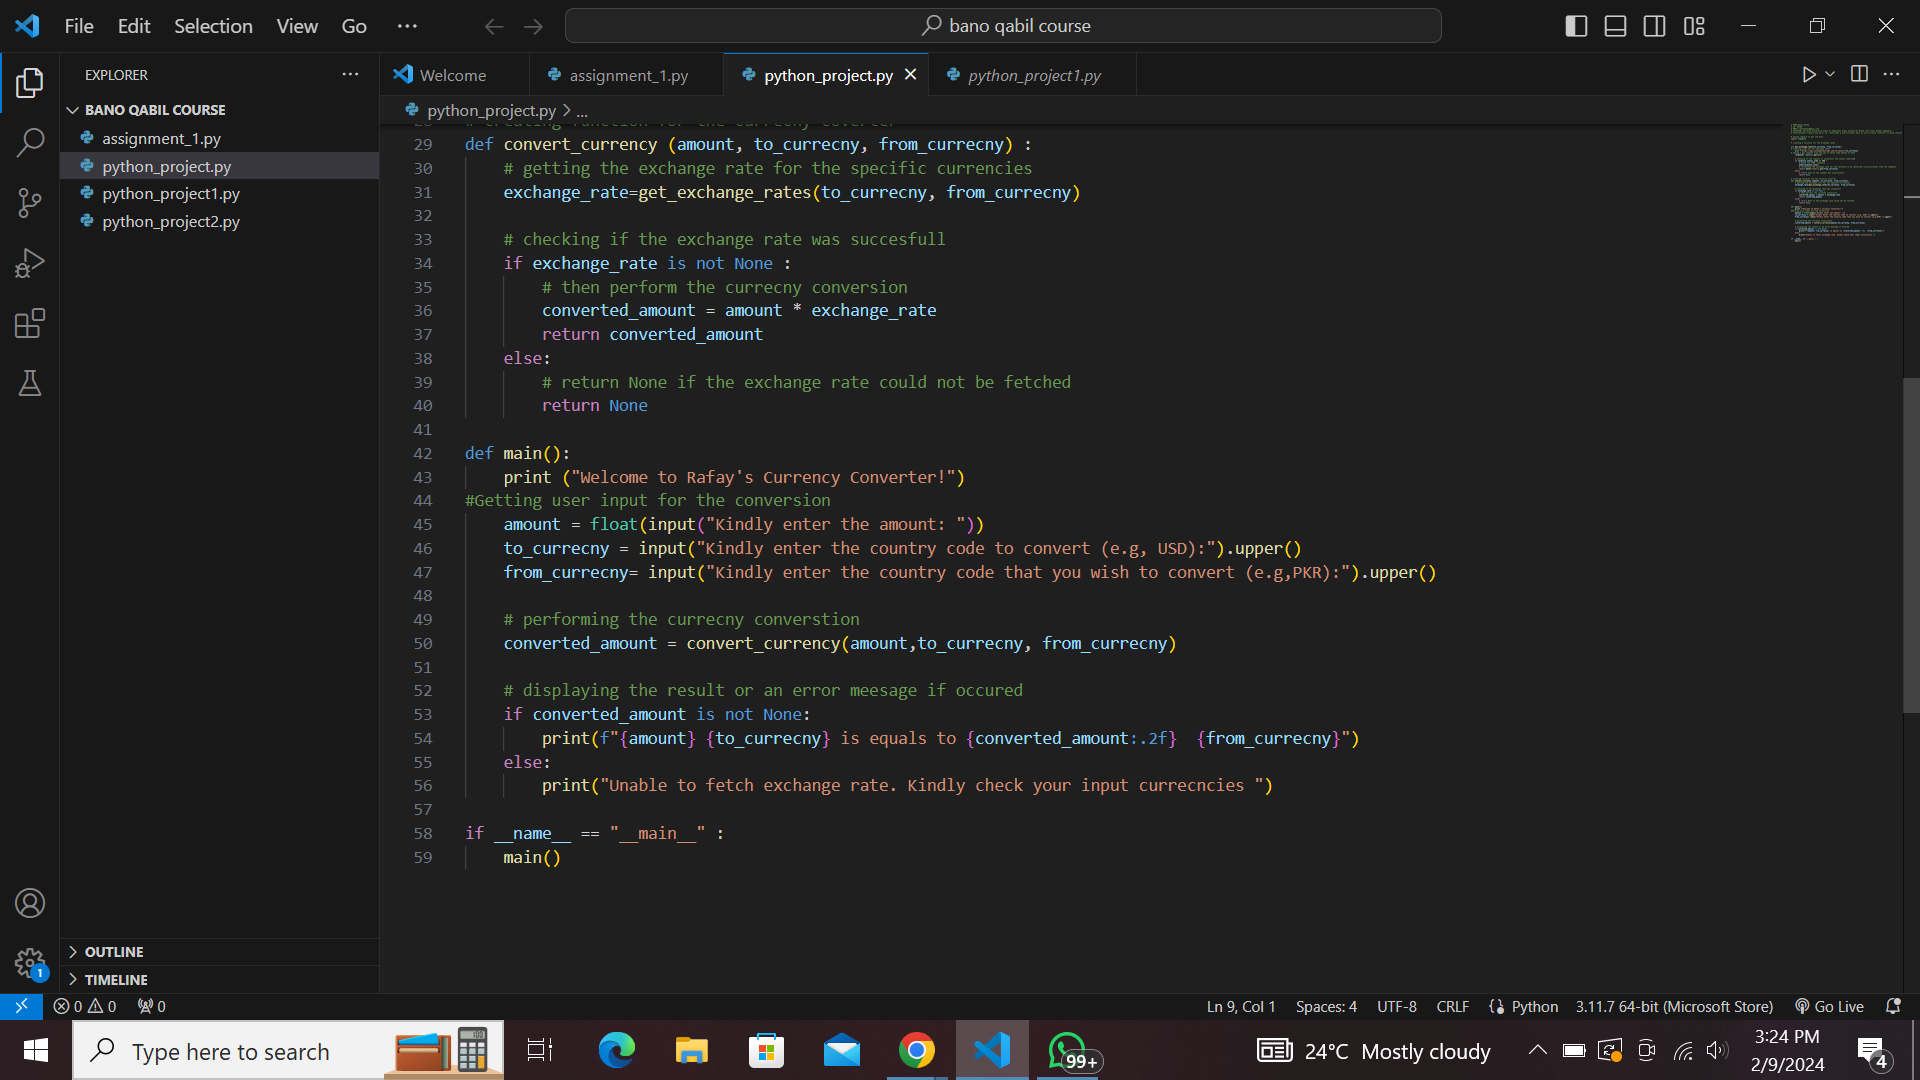 File Edit Selection View Go ··· bano qabil course
EXPLORER ···
BANO QABIL COURSE
assignment_1.py
python_project.py
python_project1.py
python_project2.py
OUTLINE
TIMELINE
Welcome assignment_1.py python_project.py python_project1.py
python_project.py > ...
29 def convert_currency (amount, to_currecny, from_currecny) :
30 # getting the exchange rate for the specific currencies
31 exchange_rate=get_exchange_rates(to_currecny, from_currecny)
32
33 # checking if the exchange rate was succesfull
34 if exchange_rate is not None :
35 # then perform the currecny conversion
36 converted_amount = amount * exchange_rate
37 return converted_amount
38 else:
39 # return None if the exchange rate could not be fetched
40 return None
41
42 def main():
43 print ("Welcome to Rafay's Currency Converter!")
44 #Getting user input for the conversion
45 amount = float(input("Kindly enter the amount: "))
46 to_currecny = input("Kindly enter the country code to convert (e.g, USD):").upper()
47 from_currecny= input("Kindly enter the country code that you wish to convert (e.g,PKR):").upper()
48
49 # performing the currecny converstion
50 converted_amount = convert_currency(amount,to_currecny, from_currecny)
51
52 # displaying the result or an error meesage if occured
53 if converted_amount is not None:
54 print(f"{amount} {to_currecny} is equals to {converted_amount:.2f}  {from_currecny}")
55 else:
56 print("Unable to fetch exchange rate. Kindly check your input currecncies ")
57
58 if __name__ == "__main__" :
59 main()
1
0 0 0 Ln 9, Col 1 Spaces: 4 UTF-8 CRLF Python 3.11.7 64-bit (Microsoft Store) Go Live
Type here to search 99+ 24°C Mostly cloudy 3:24 PM
2/9/2024 4